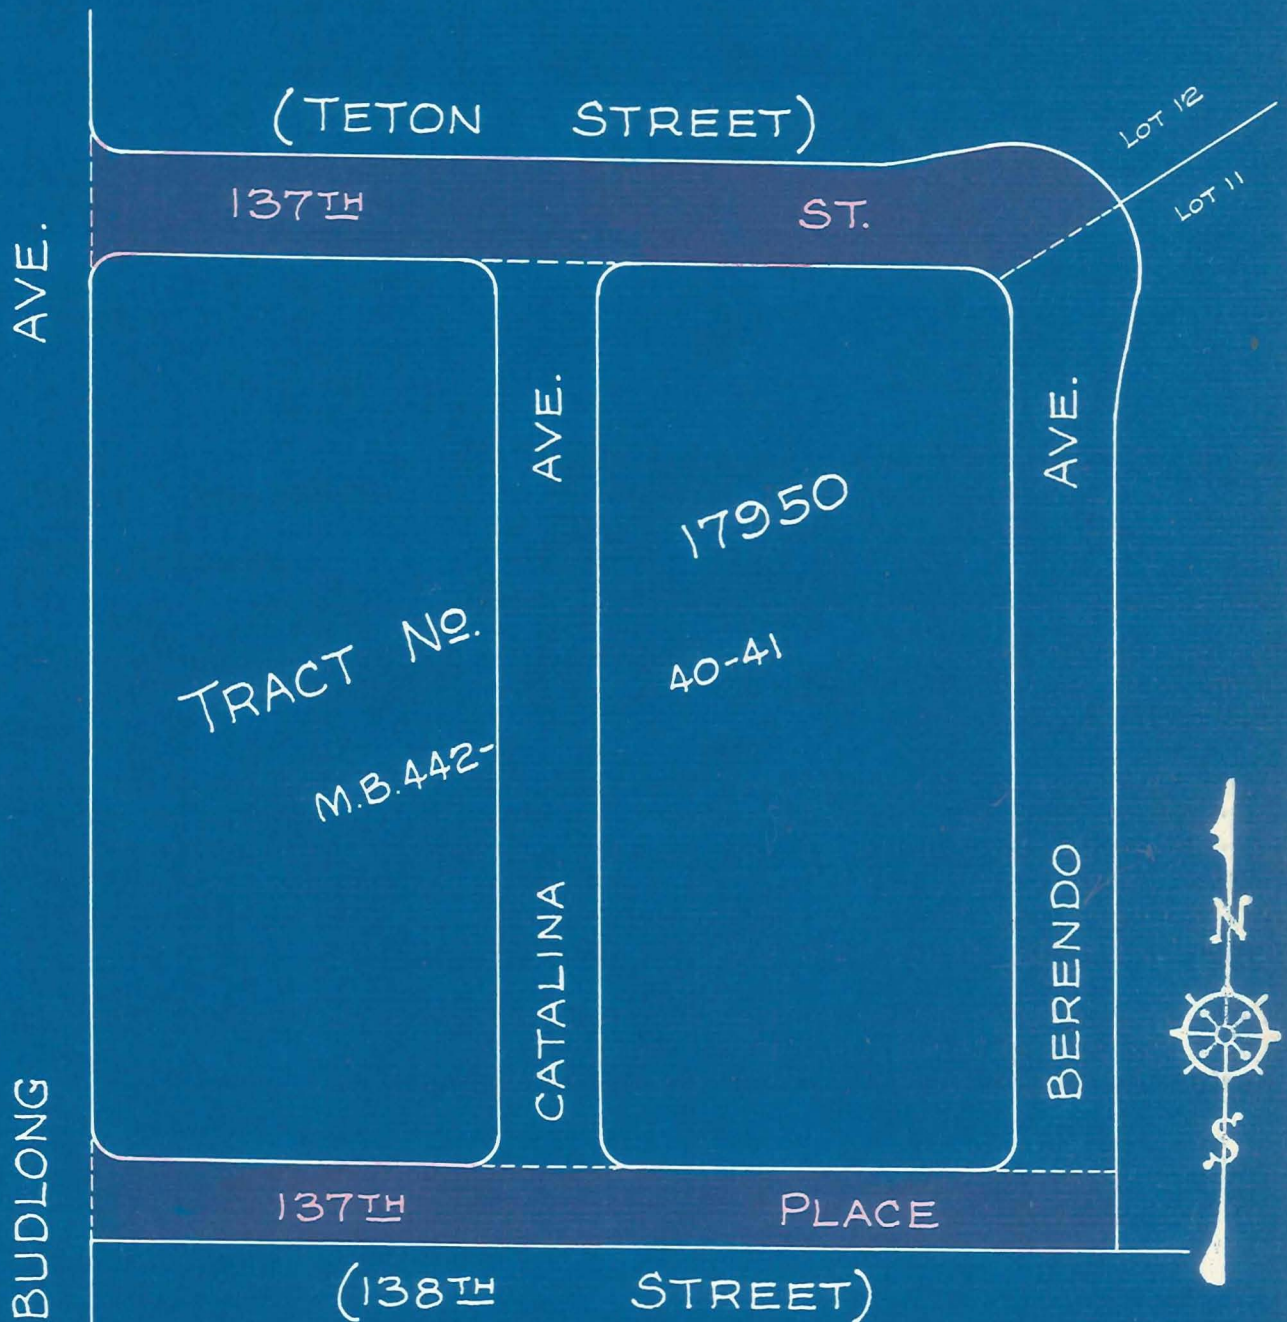 (TETON STREET)
LOT 12
LOT 11
137TH ST.
BUDLONG AVE.
CATALINA AVE.
BERENDO AVE.
TRACT No. 17950
M.B. 442-40-41
N
S
137TH PLACE
(138TH STREET)